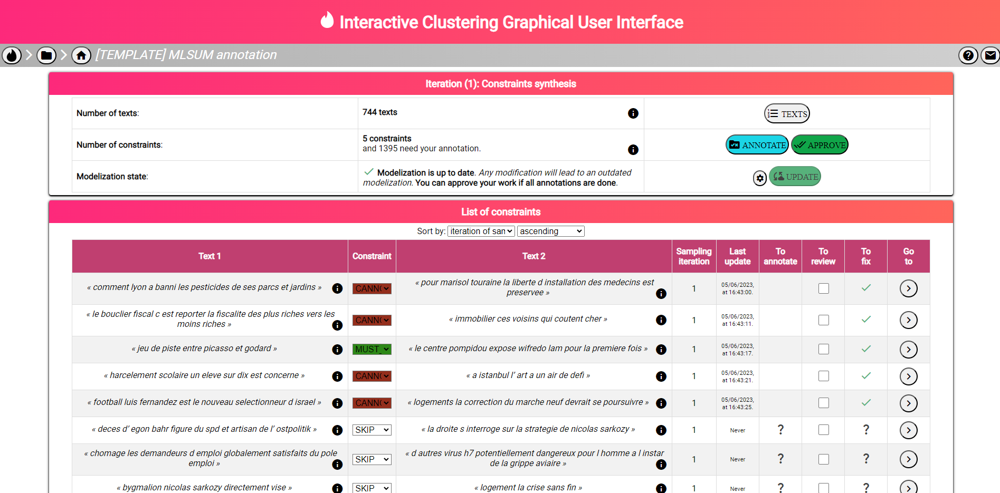 Interactive Clustering Graphical User Interface
[TEMPLATE] MLSUM annotation
Iteration (1): Constraints synthesis
Number of texts:
744 texts
TEXTS
Number of constraints:
5 constraints
and 1395 need your annotation.
ANNOTATE
APPROVE
Modelization state:
Modelization is up to date. Any modification will lead to an outdated
modelization. You can approve your work if all annotations are done.
UPDATE
List of constraints
Sort by: iteration of san ascending
Text 1
Constraint
Text 2
Sampling
iteration
Last
update
To
annotate
To
review
To
fix
Go
to
« comment lyon a banni les pesticides de ses parcs et jardins »
CANNO
« pour marisol touraine la liberte d installation des medecins est
preservee »
1
05/06/2023,
at 16:43:00.
« le bouclier fiscal c est reporter la fiscalite des plus riches vers les
moins riches »
CANNO
« immobilier ces voisins qui coutent cher »
1
05/06/2023,
at 16:43:11.
« jeu de piste entre picasso et godard »
MUST_
« le centre pompidou expose wifredo lam pour la premiere fois »
1
05/06/2023,
at 16:43:17.
« harcelement scolaire un eleve sur dix est concerne »
CANNO
« a istanbul l’ art a un air de defi »
1
05/06/2023,
at 16:43:21.
« football luis fernandez est le nouveau selectionneur d israel »
CANNO
« logements la correction du marche neuf devrait se poursuivre »
1
05/06/2023,
at 16:43:25.
« deces d’ egon bahr figure du spd et artisan de l’ ostpolitik »
SKIP
« la droite s interroge sur la strategie de nicolas sarkozy »
1
Never
?
?
« chomage les demandeurs d emploi globalement satisfaits du pole
emploi »
SKIP
« d autres virus h7 potentiellement dangereux pour l homme a l instar
de la grippe aviaire »
1
Never
?
?
« bygmalion nicolas sarkozy directement vise »
SKIP
« logement la crise sans fin »
1
Never
?
?